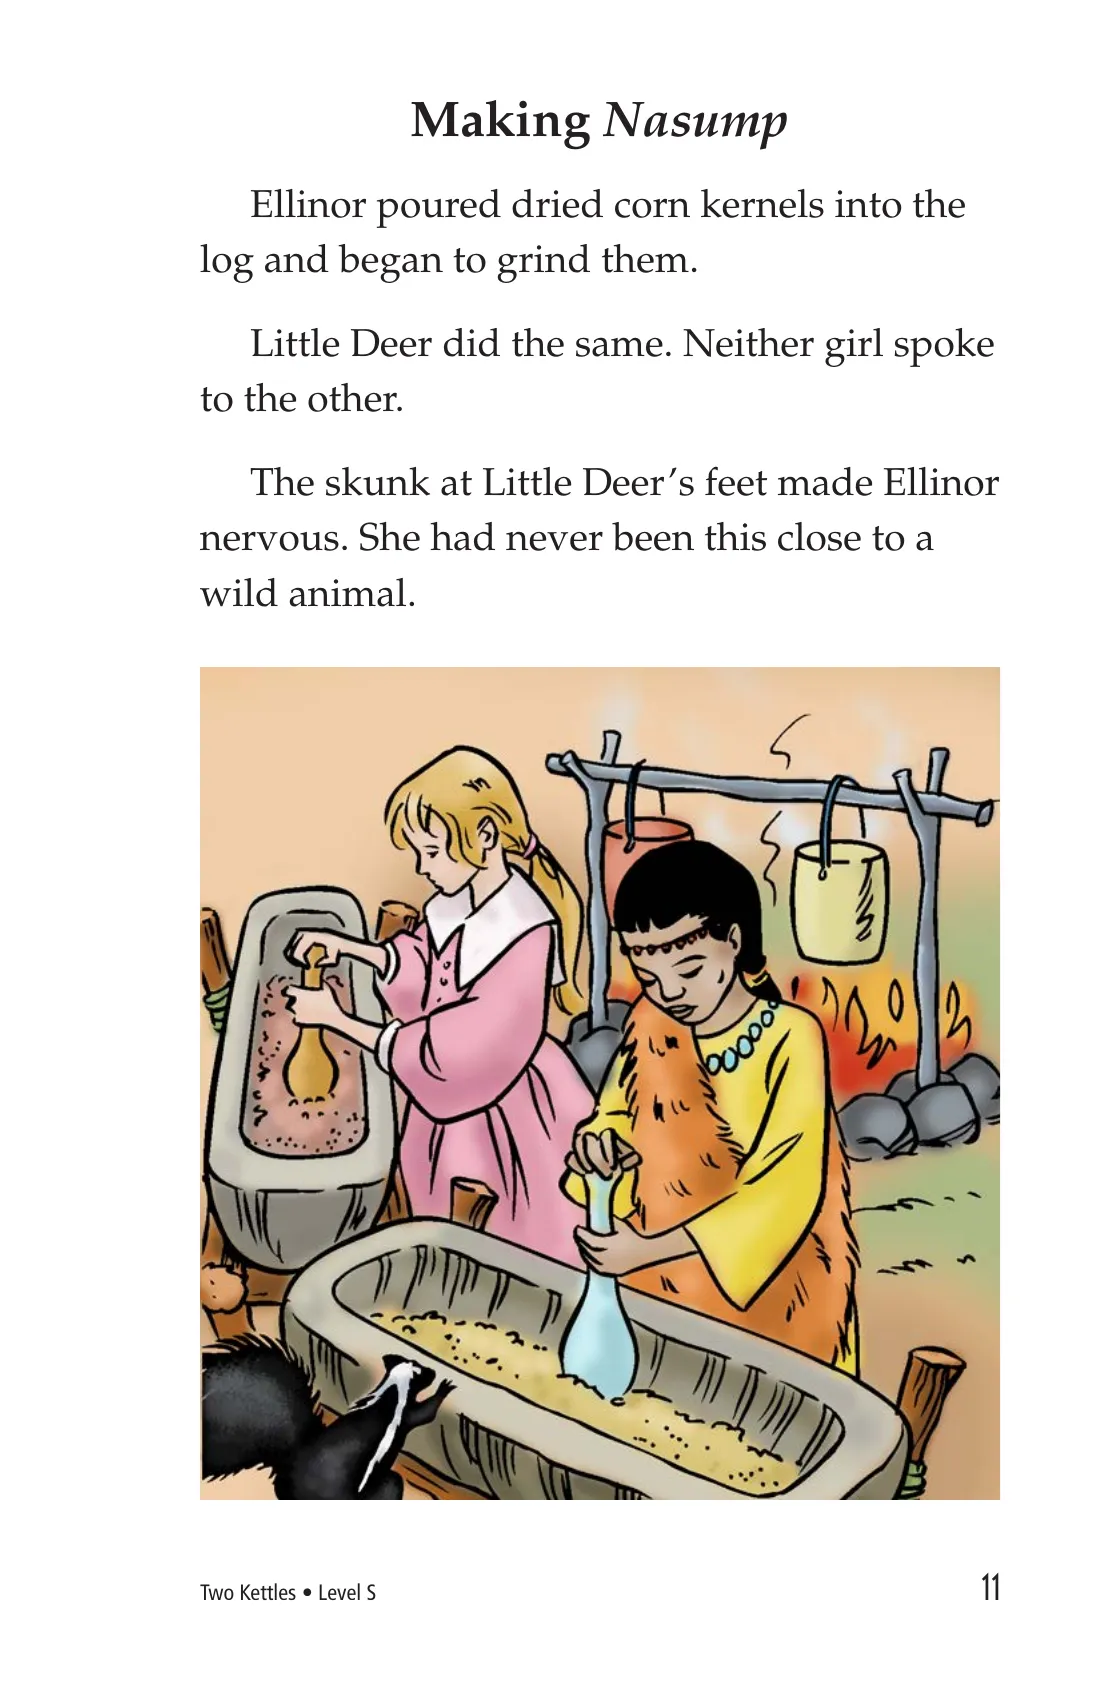 Making Nasump
Ellinor poured dried corn kernels into the
log and began to grind them.
Little Deer did the same. Neither girl spoke
to the other.
The skunk at Little Deer’s feet made Ellinor
nervous. She had never been this close to a
wild animal.
Two Kettles • Level S
11